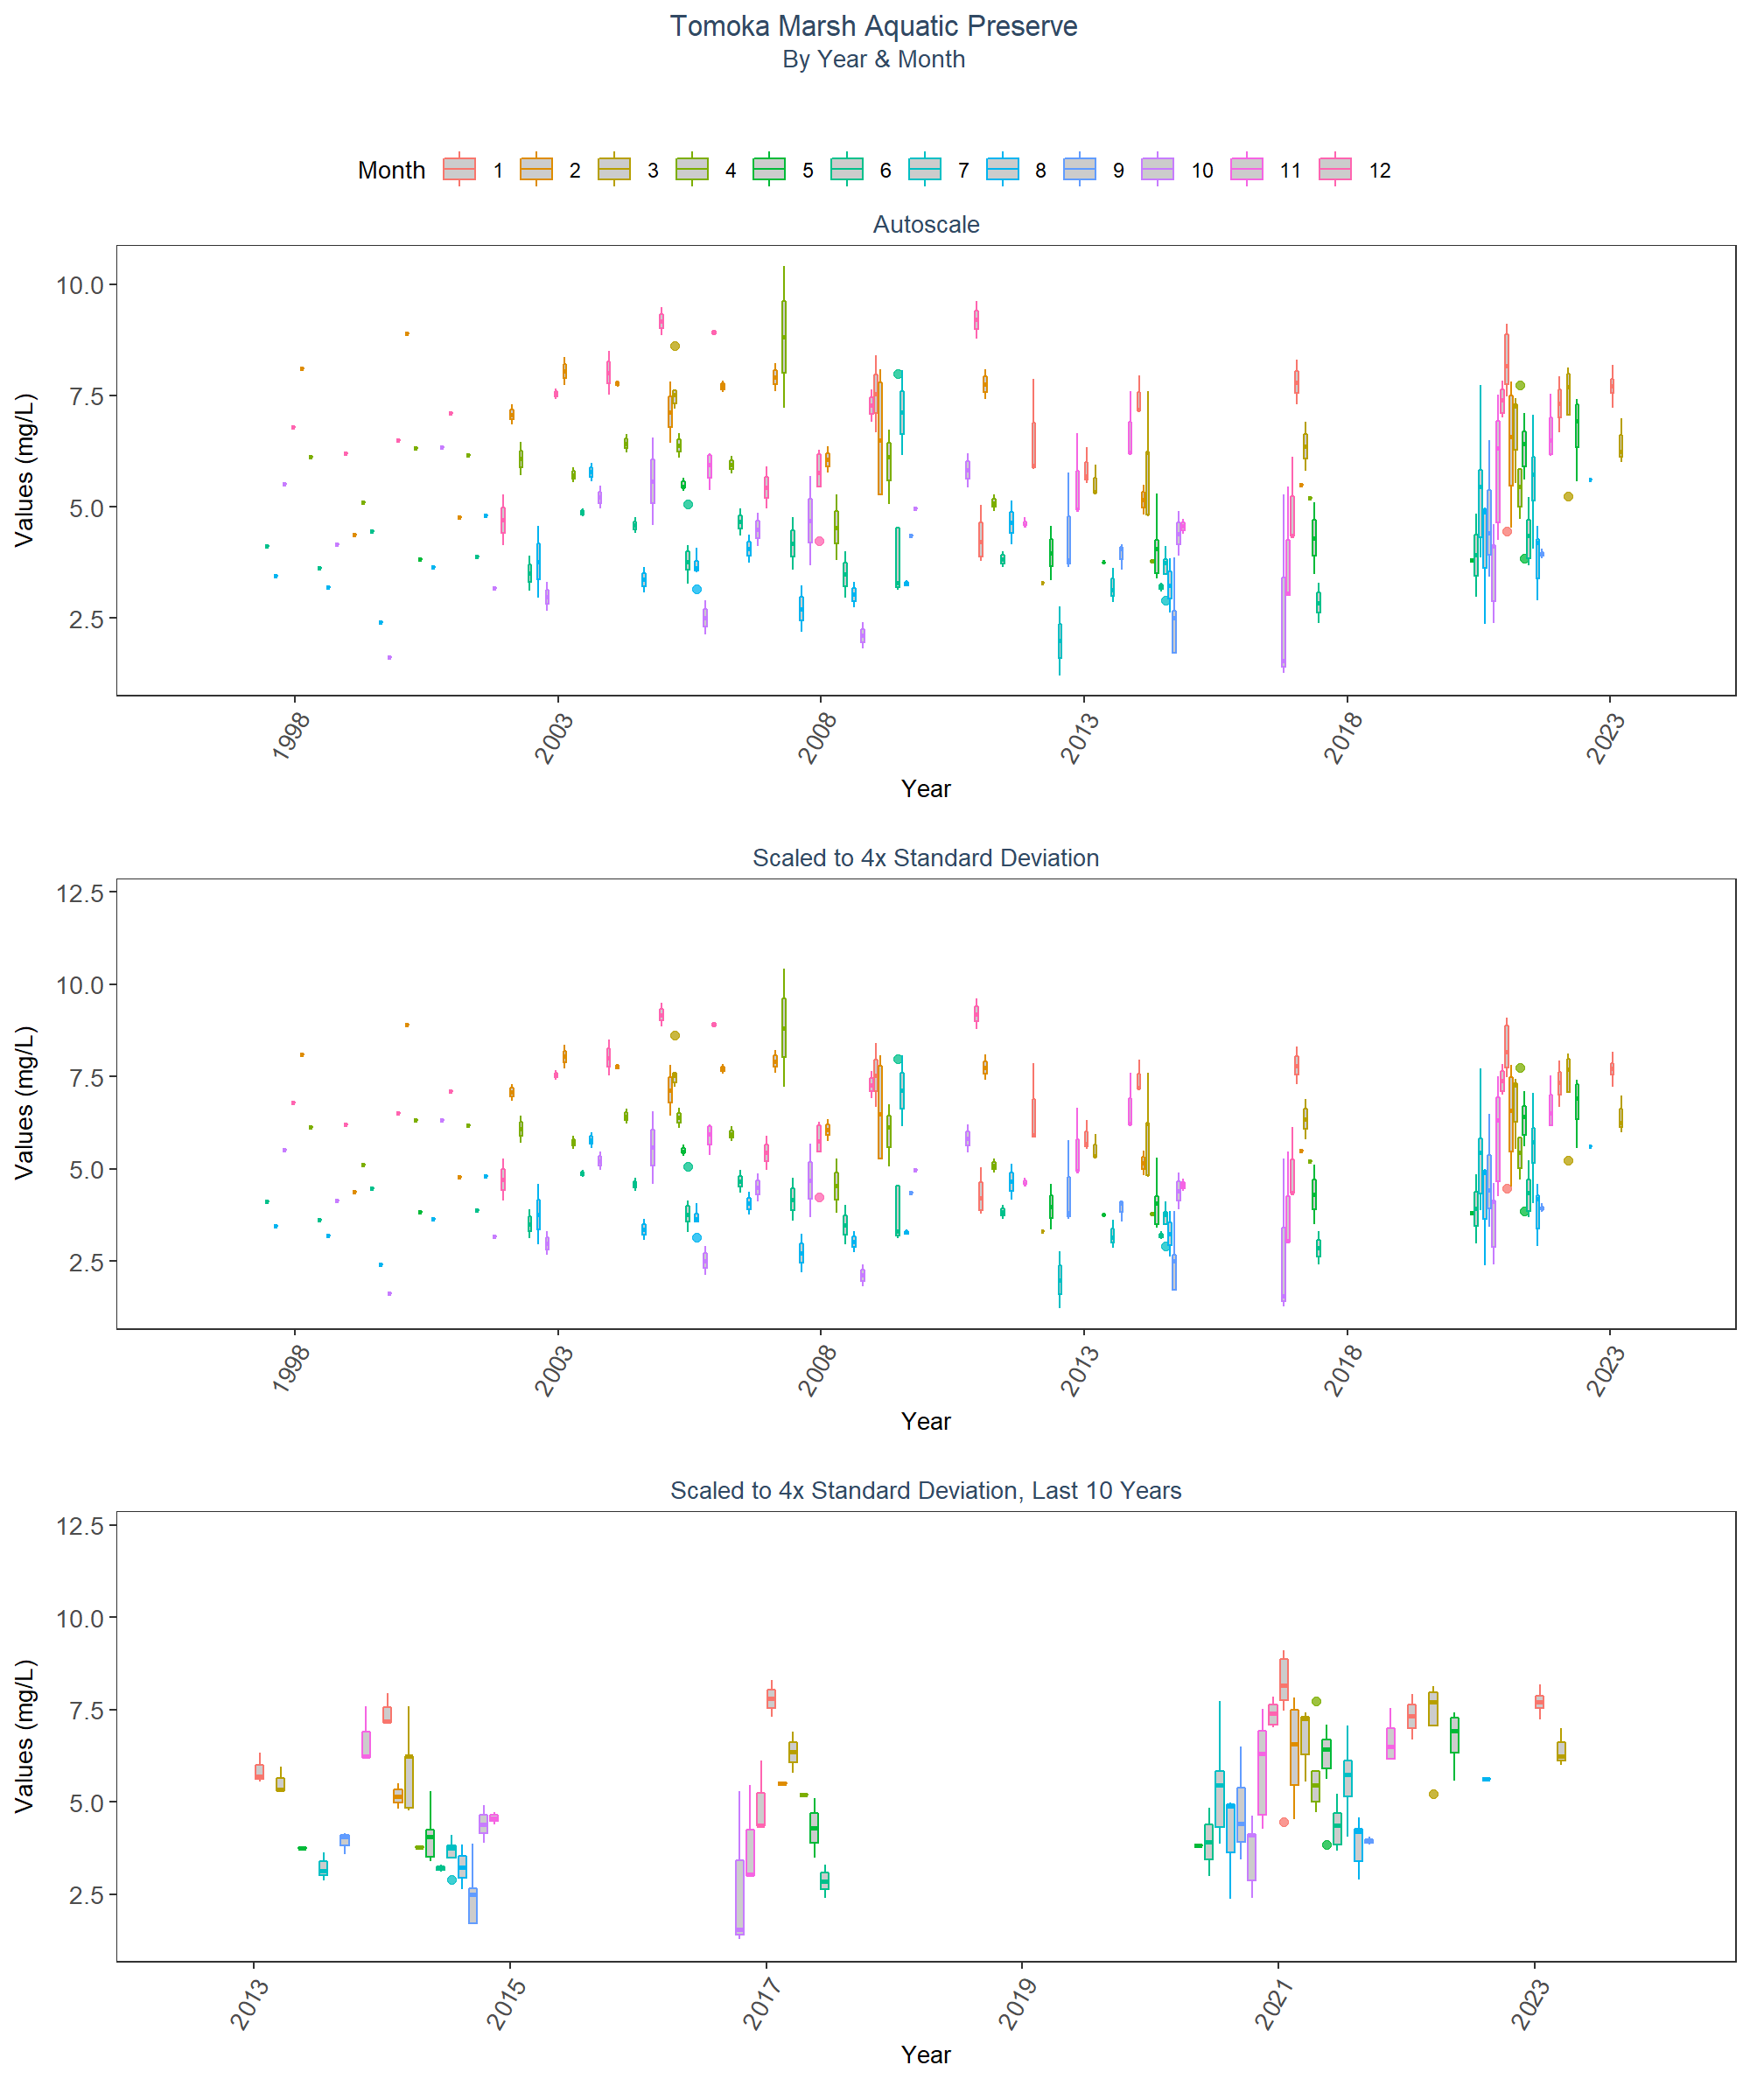 Tomoka Marsh Aquatic Preserve
By Year & Month
Month 1 2 3 4 5 6 7 8 9 10 11 12
Autoscale
10.0
7.5
5.0
2.5
Values (mg/L)
1998 2003 2008 2013 2018 2023
Year
Scaled to 4x Standard Deviation
12.5
10.0
7.5
5.0
2.5
Values (mg/L)
1998 2003 2008 2013 2018 2023
Year
Scaled to 4x Standard Deviation, Last 10 Years
12.5
10.0
7.5
5.0
2.5
Values (mg/L)
2013 2015 2017 2019 2021 2023
Year